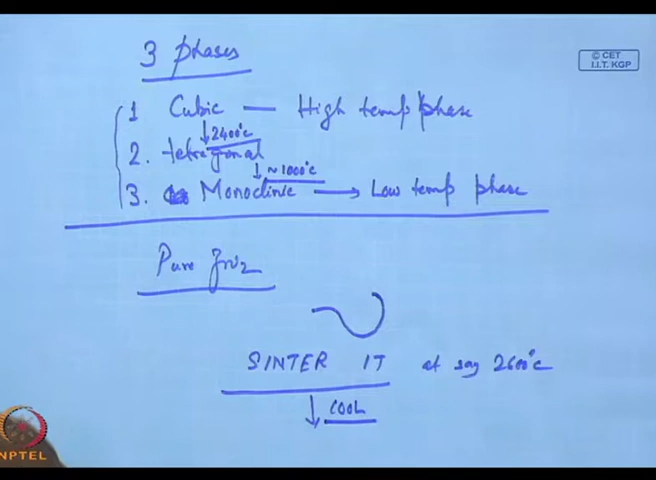 3 Phases
© CET
I.I.T. KGP
1 Cubic — High temp phase
↓ 2400°C
2. tetragonal
↓ ~1000°C
3. Monoclinic → Low temp phase
Pure ZrO2
SINTER IT at say 2600°C
↓ COOL
NPTEL